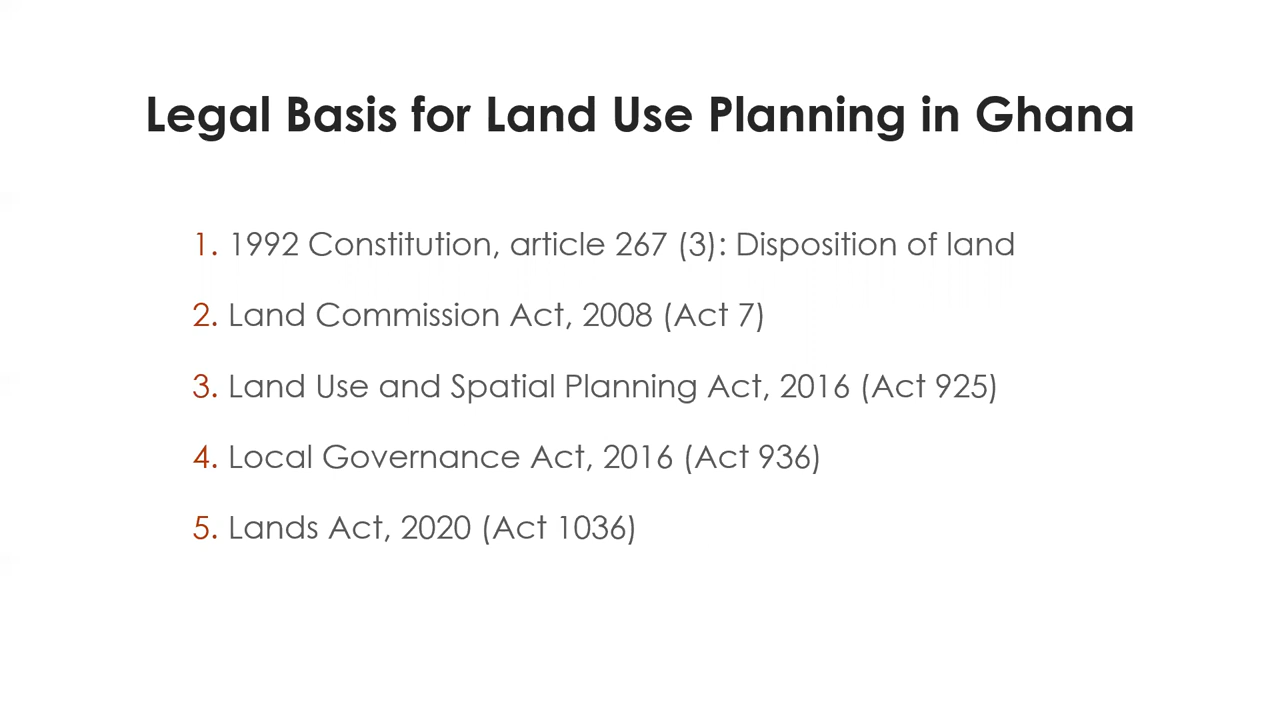 Legal Basis for Land Use Planning in Ghana
1. 1992 Constitution, article 267 (3): Disposition of land
2. Land Commission Act, 2008 (Act 7)
3. Land Use and Spatial Planning Act, 2016 (Act 925)
4. Local Governance Act, 2016 (Act 936)
5. Lands Act, 2020 (Act 1036)